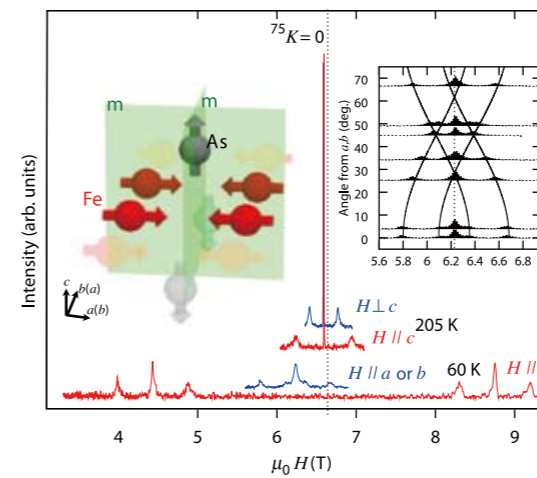 ⁷⁵K= 0
m
m
As
Fe
c
b(a)
a(b)
Intensity (arb. units)
Angle from a,b (deg.)
70
60
50
40
30
20
10
0
5.6 5.8 6 6.2 6.4 6.6 6.8
H⊥c
205 K
H // c
60 K
H // a or b
H //
4 5 6 7 8 9
μ₀ H(T)